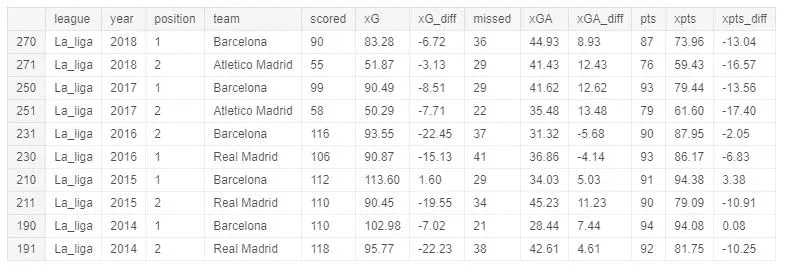 league year position team scored xG xG_diff missed xGA xGA_diff pts xpts xpts_diff
270 La_liga 2018 1 Barcelona 90 83.28 -6.72 36 44.93 8.93 87 73.96 -13.04
271 La_liga 2018 2 Atletico Madrid 55 51.87 -3.13 29 41.43 12.43 76 59.43 -16.57
250 La_liga 2017 1 Barcelona 99 90.49 -8.51 29 41.62 12.62 93 79.44 -13.56
251 La_liga 2017 2 Atletico Madrid 58 50.29 -7.71 22 35.48 13.48 79 61.60 -17.40
231 La_liga 2016 2 Barcelona 116 93.55 -22.45 37 31.32 -5.68 90 87.95 -2.05
230 La_liga 2016 1 Real Madrid 106 90.87 -15.13 41 36.86 -4.14 93 86.17 -6.83
210 La_liga 2015 1 Barcelona 112 113.60 1.60 29 34.03 5.03 91 94.38 3.38
211 La_liga 2015 2 Real Madrid 110 90.45 -19.55 34 45.23 11.23 90 79.09 -10.91
190 La_liga 2014 1 Barcelona 110 102.98 -7.02 21 28.44 7.44 94 94.08 0.08
191 La_liga 2014 2 Real Madrid 118 95.77 -22.23 38 42.61 4.61 92 81.75 -10.25